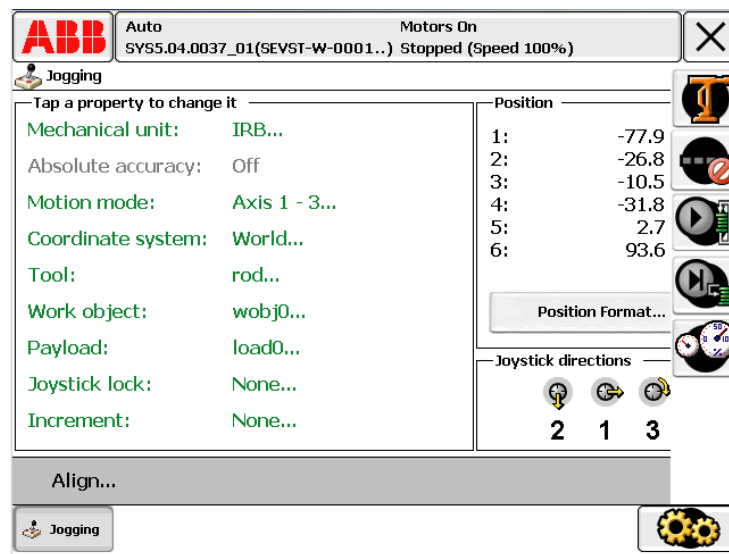 ABB
Auto Motors On
SYS5.04.0037_01(SEVST-W-0001..) Stopped (Speed 100%)
Jogging
Tap a property to change it
Mechanical unit: IRB...
Absolute accuracy: Off
Motion mode: Axis 1 - 3...
Coordinate system: World...
Tool: rod...
Work object: wobj0...
Payload: load0...
Joystick lock: None...
Increment: None...
Position
1: -77.9
2: -26.8
3: -10.5
4: -31.8
5: 2.7
6: 93.6
Position Format...
Joystick directions
2 1 3
50
0
%
Align...
Jogging